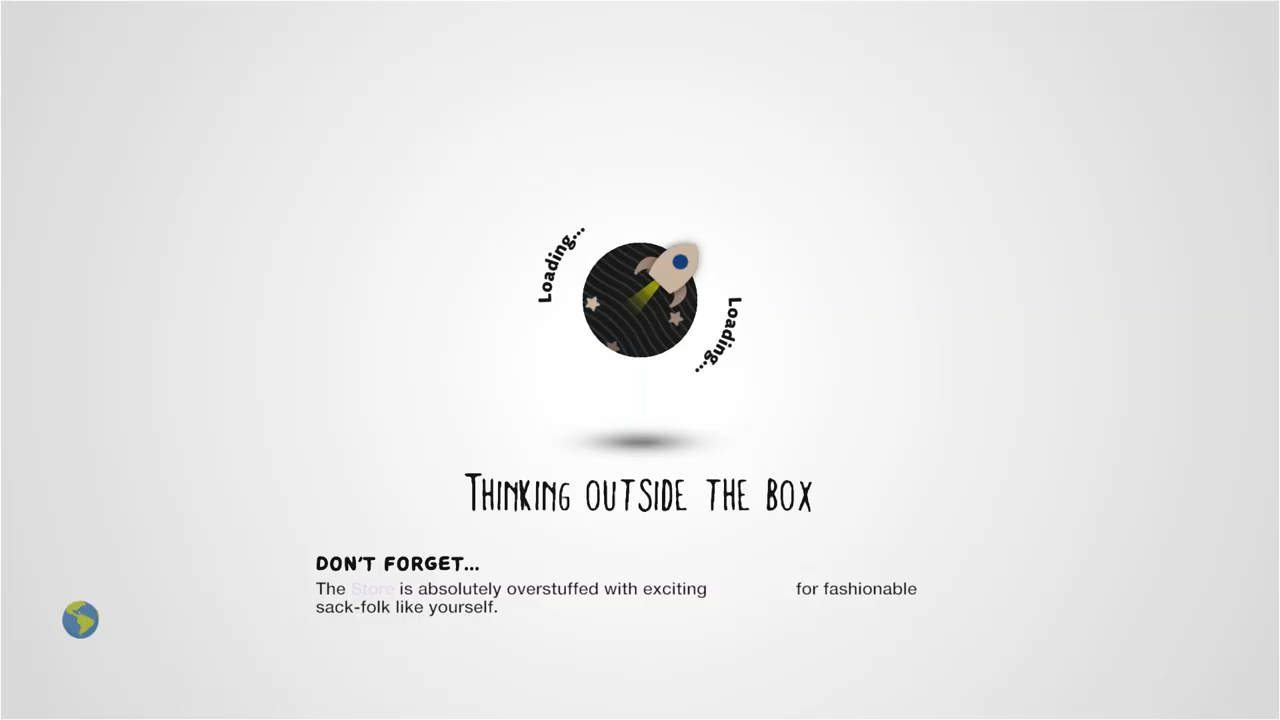 Loading...
Loading...
THINKING OUTSIDE THE BOX
DON'T FORGET...
The Store is absolutely overstuffed with exciting for fashionable
sack-folk like yourself.